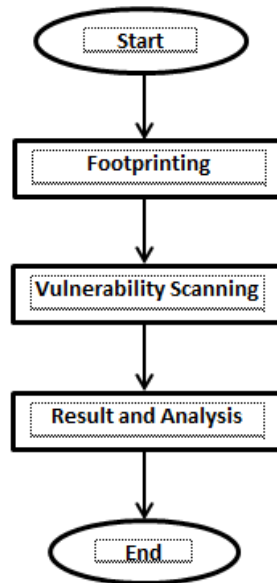 Start
Footprinting
Vulnerability Scanning
Result and Analysis
End